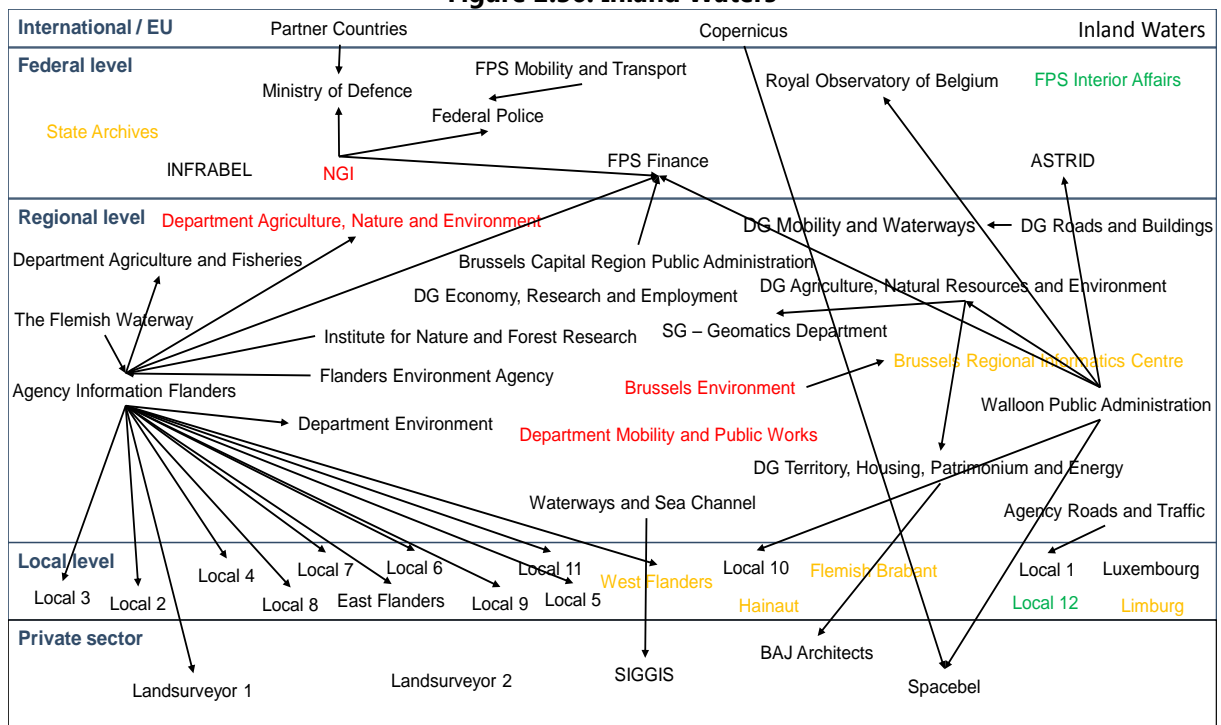 International / EU
Partner Countries
Copernicus
Inland Waters
Federal level
FPS Mobility and Transport
Royal Observatory of Belgium
FPS Interior Affairs
Ministry of Defence
Federal Police
State Archives
INFRABEL
NGI
FPS Finance
ASTRID
Regional level
Department Agriculture, Nature and Environment
DG Mobility and Waterways
DG Roads and Buildings
Department Agriculture and Fisheries
Brussels Capital Region Public Administration
DG Economy, Research and Employment
DG Agriculture, Natural Resources and Environment
The Flemish Waterway
Institute for Nature and Forest Research
SG – Geomatics Department
Brussels Regional Informatics Centre
Flanders Environment Agency
Brussels Environment
Agency Information Flanders
Walloon Public Administration
Department Environment
Department Mobility and Public Works
DG Territory, Housing, Patrimonium and Energy
Waterways and Sea Channel
Agency Roads and Traffic
Local level
Local 4
Local 7
Local 6
Local 11
West Flanders
Local 10
Flemish Brabant
Local 1
Luxembourg
Local 3
Local 2
Local 8
East Flanders
Local 9
Local 5
Hainaut
Local 12
Limburg
Private sector
BAJ Architects
Landsurveyor 1
Landsurveyor 2
SIGGIS
Spacebel